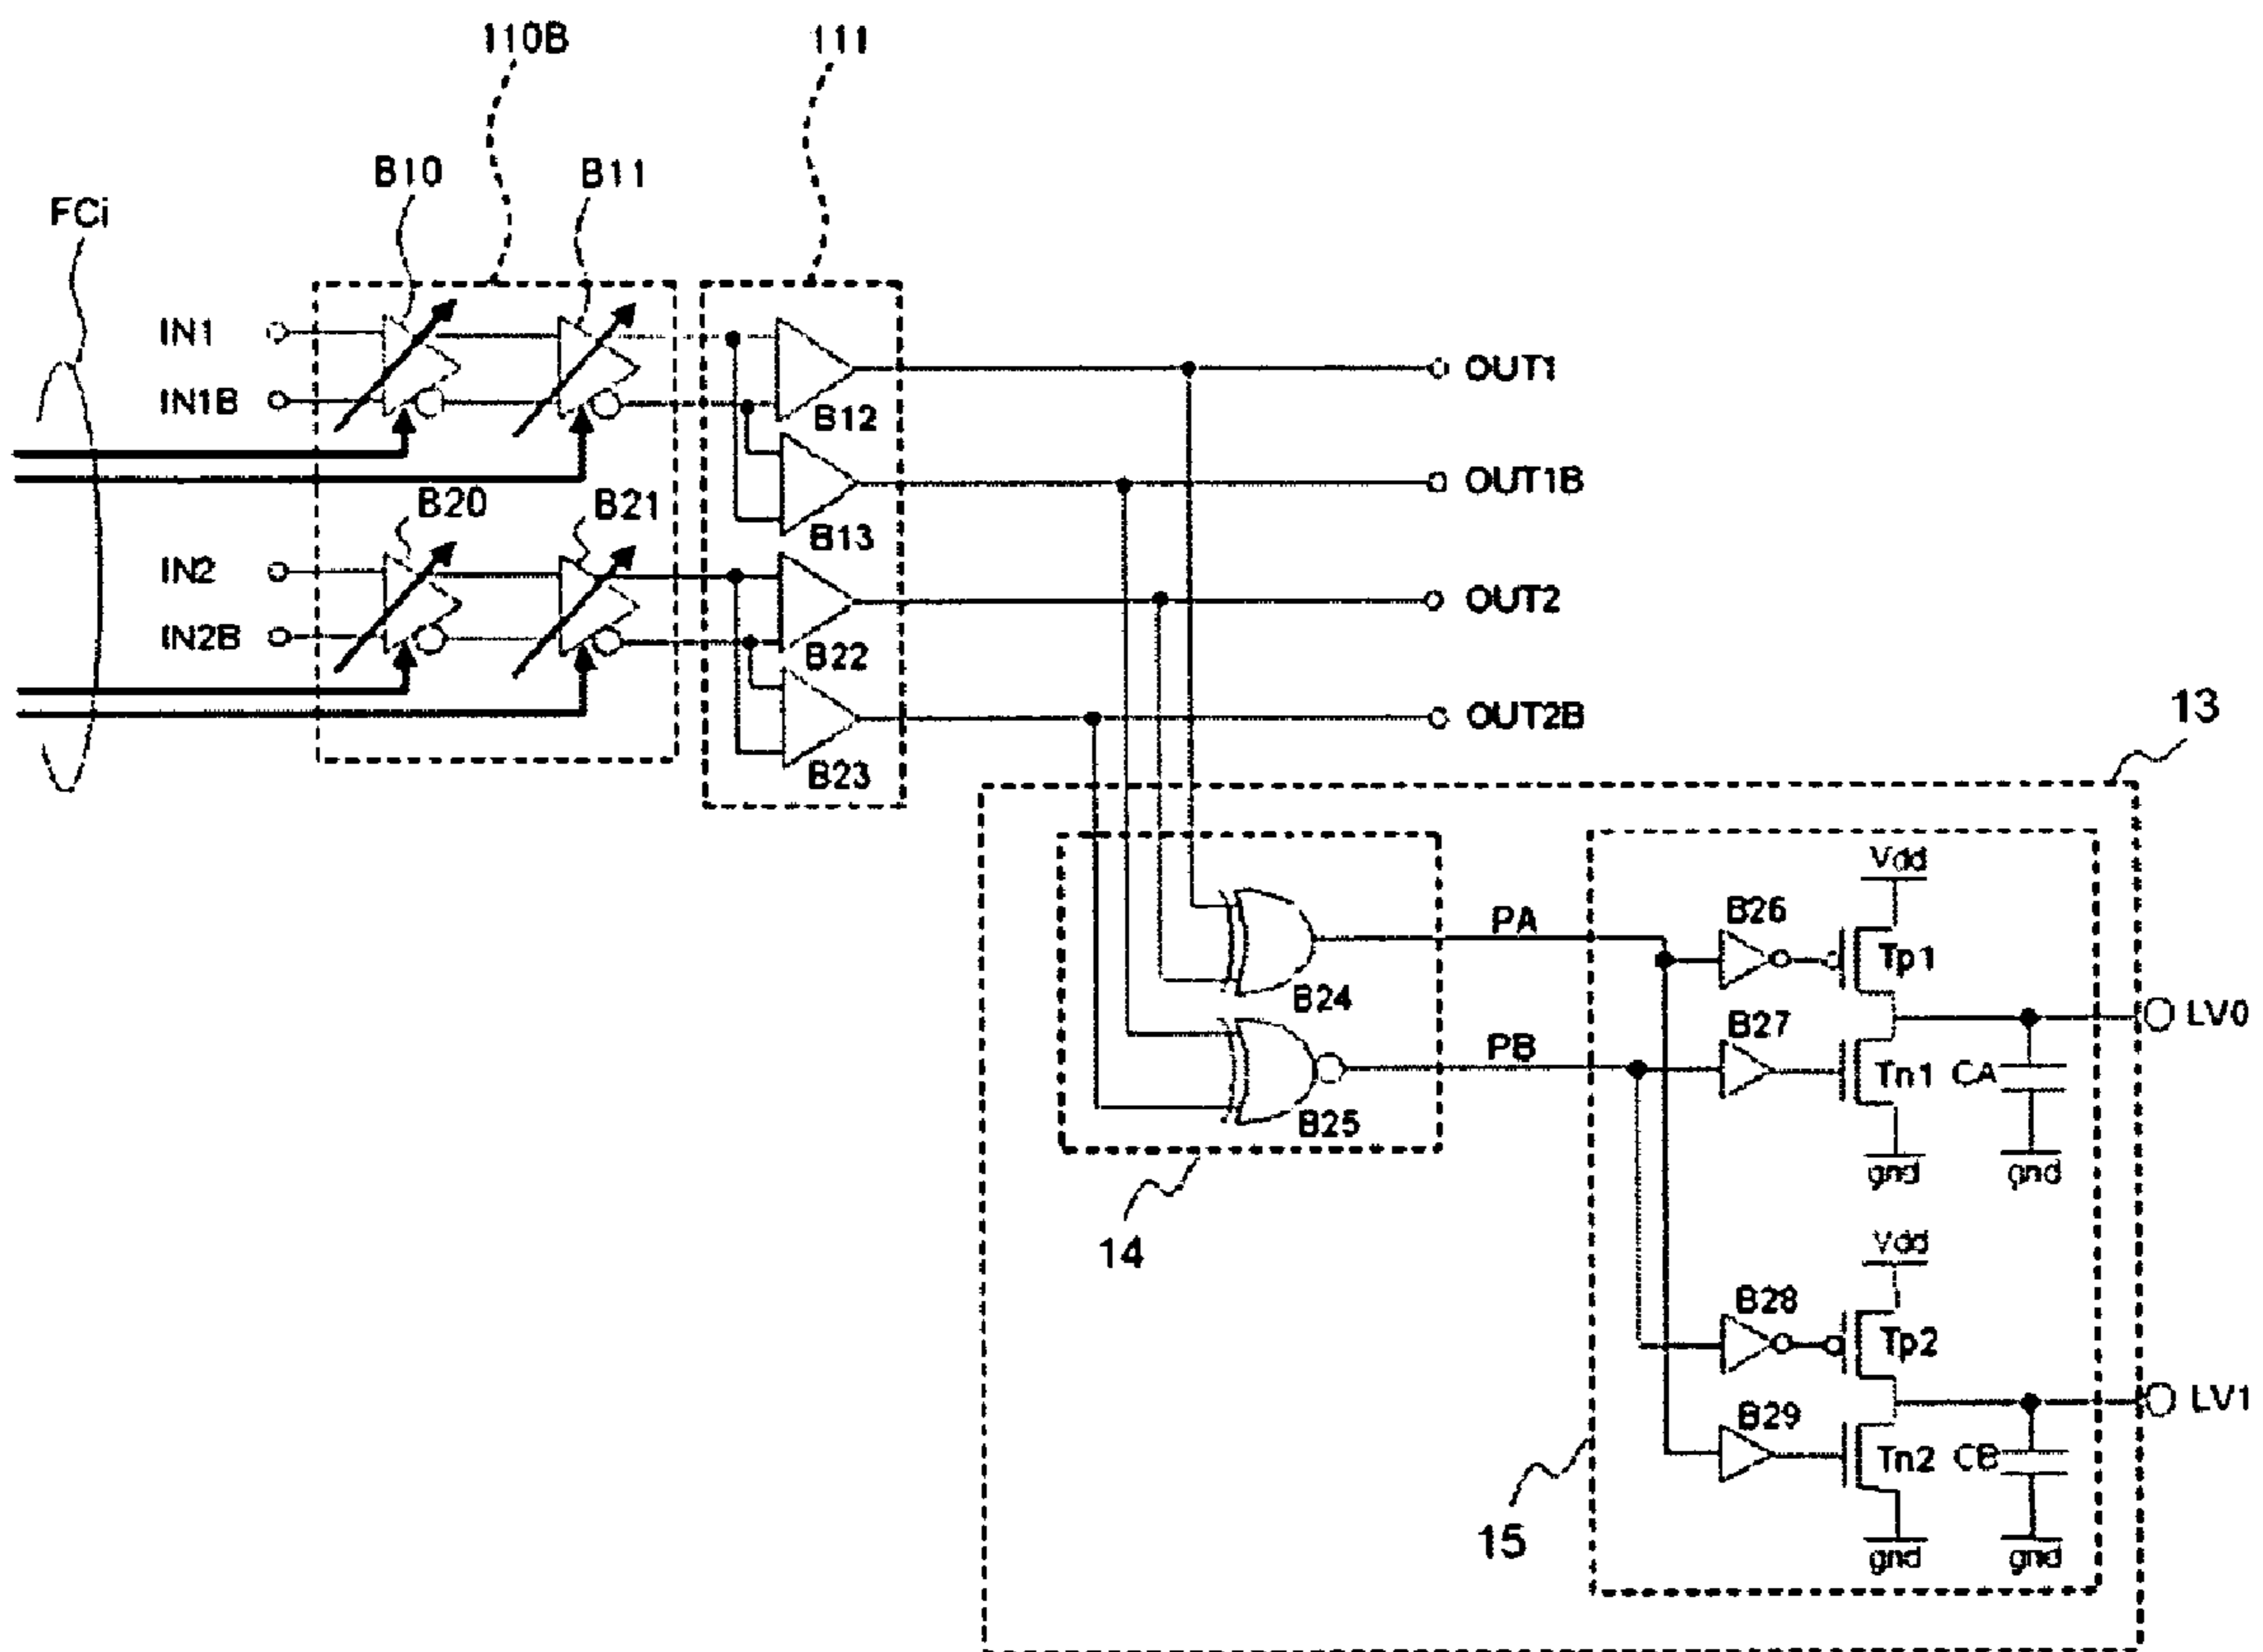 110B
111
B10
B11
FCi
IN1
OUT1
IN1B
B12
OUT1B
B20
B21
B13
IN2
OUT2
IN2B
B22
13
OUT2B
B23
Vdd
B26
PA
Tp1
B24
LV0
B27
PB
Tn1
CA
B25
gnd
gnd
14
Vdd
B28
Tp2
LV1
B29
Tn2
CB
15
gnd
gnd